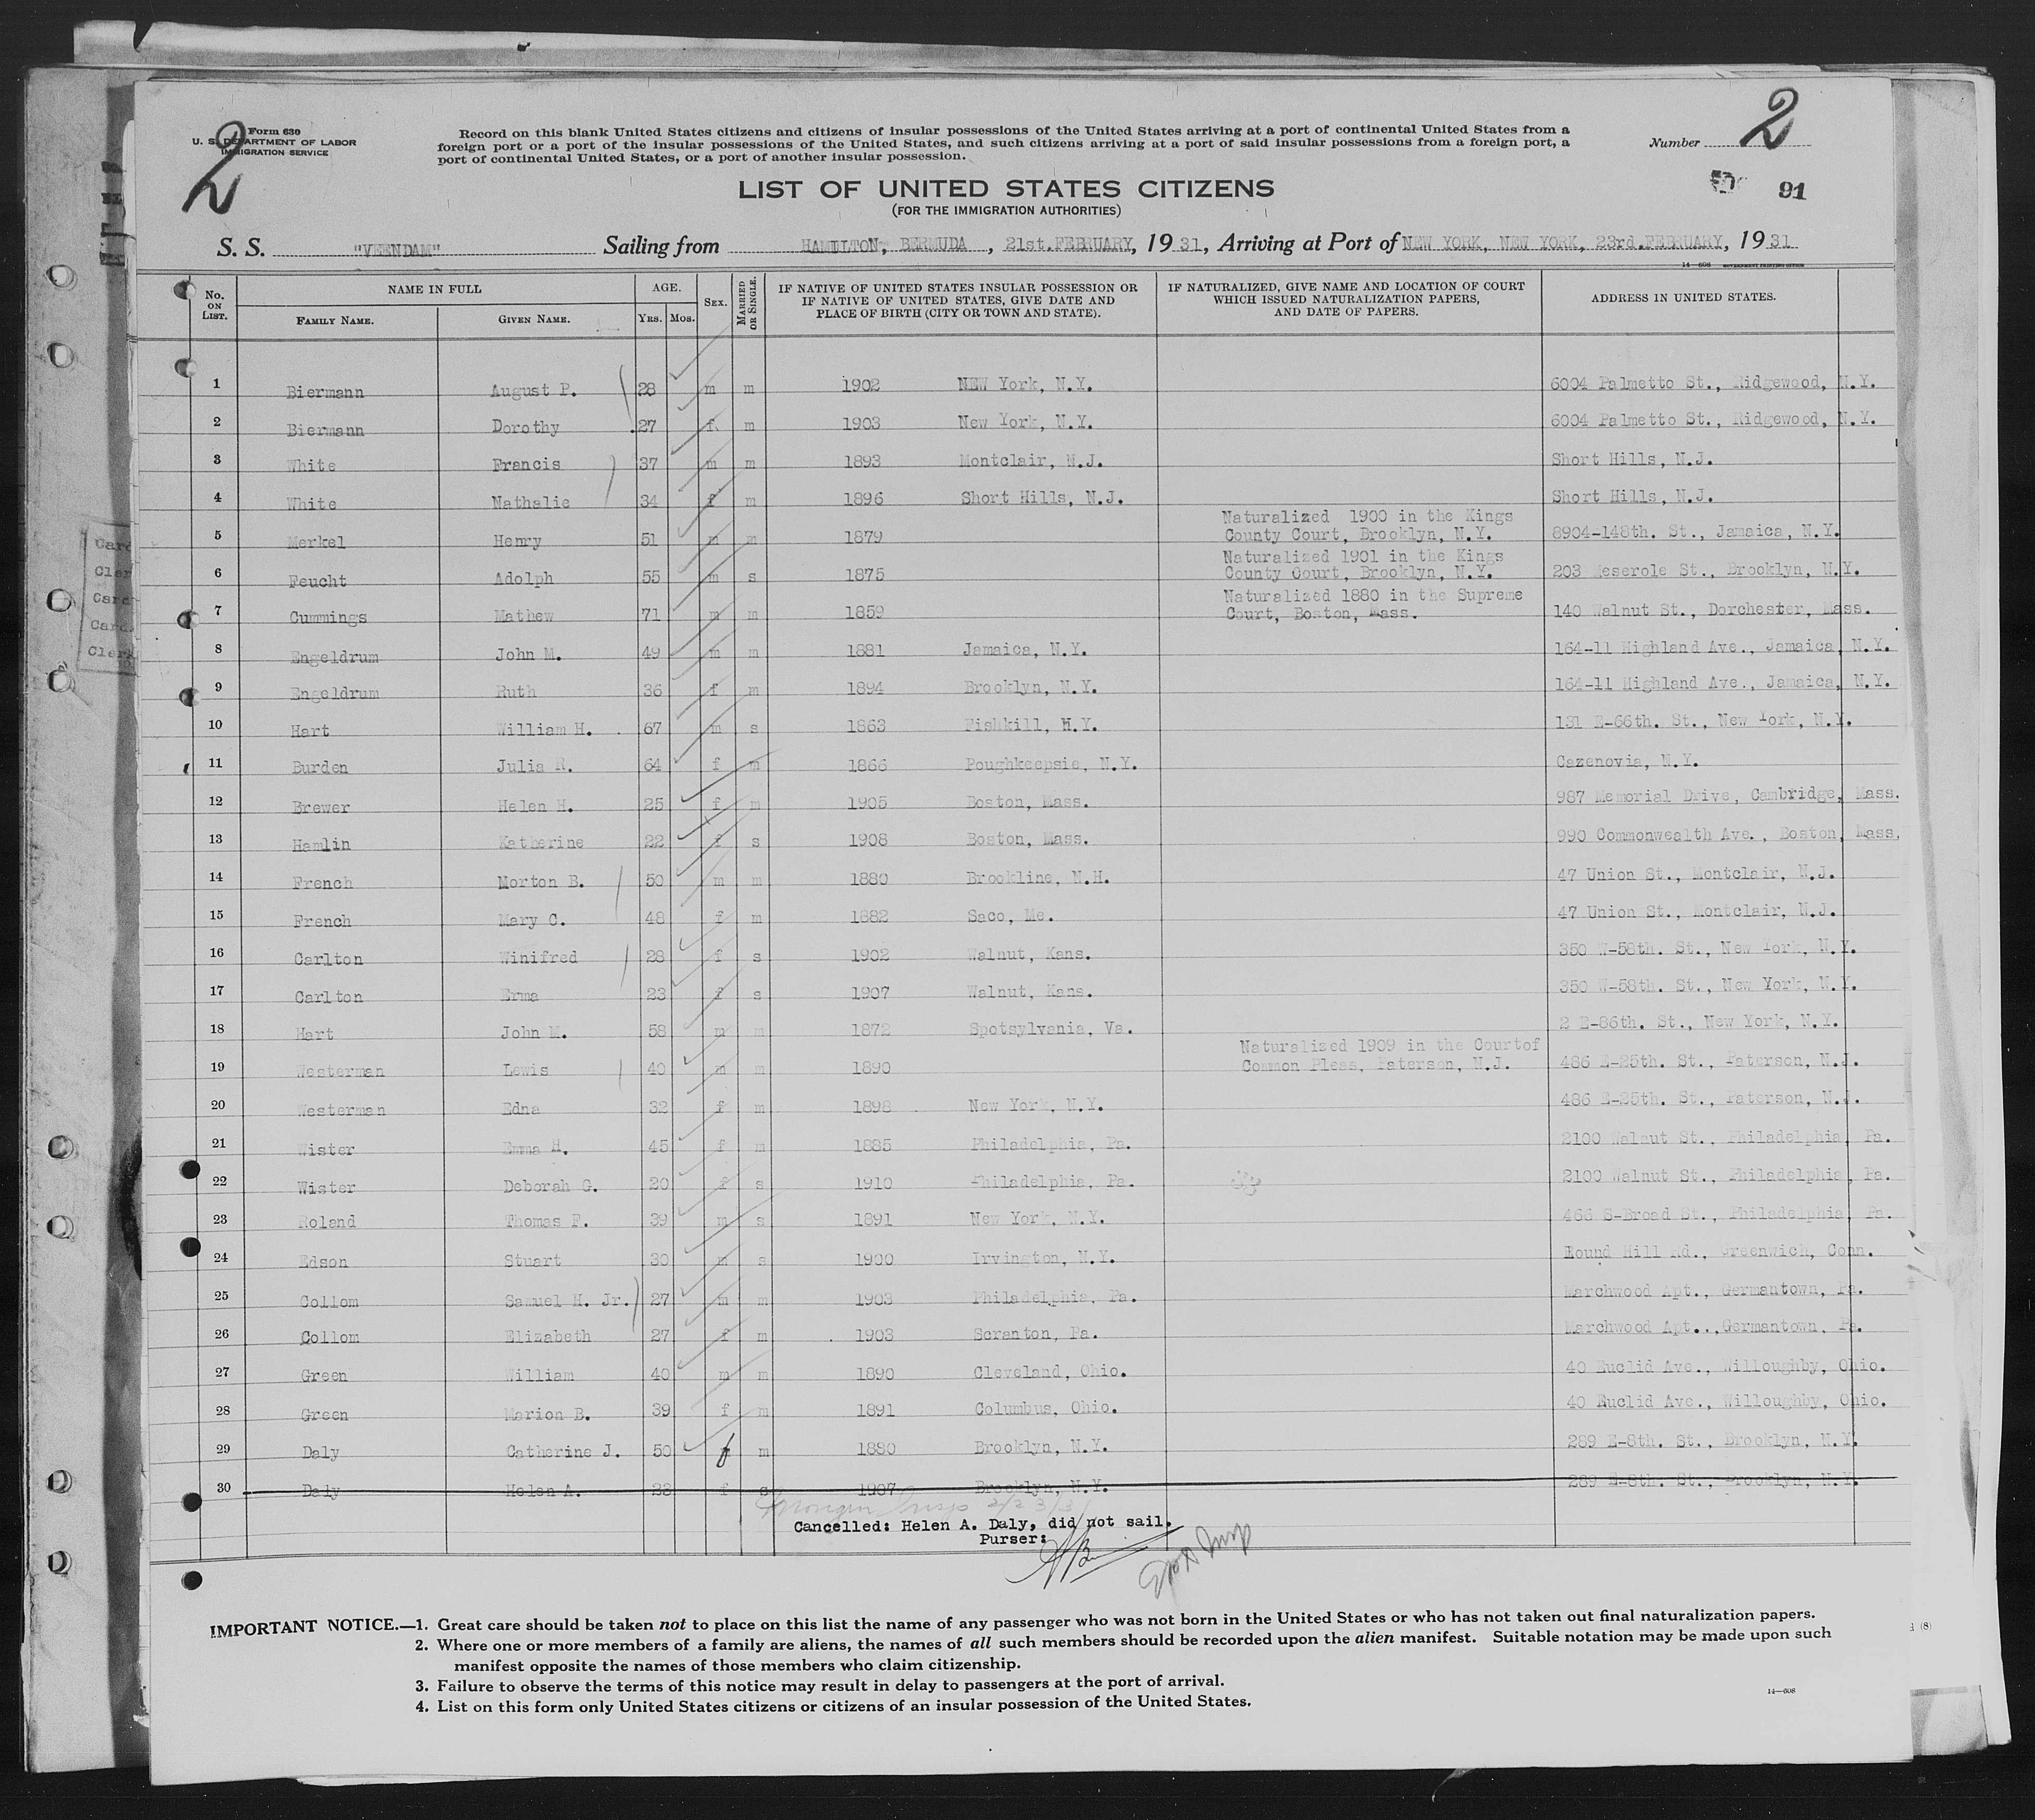 Form 630
U. S. DEPARTMENT OF LABOR
IMMIGRATION SERVICE
2
Record on this blank United States citizens and citizens of insular possessions of the United States arriving at a port of continental United States from a
foreign port or a port of the insular possessions of the United States, and such citizens arriving at a port of said insular possessions from a foreign port, a
port of continental United States, or a port of another insular possession.
Number 2
91
LIST OF UNITED STATES CITIZENS
(FOR THE IMMIGRATION AUTHORITIES)
S. S. "VEENDAM" Sailing from HAMILTON, BERMUDA, 21st. FEBRUARY, 1931, Arriving at Port of NEW YORK, NEW YORK, 23rd. FEBRUARY, 1931
14—608 GOVERNMENT PRINTING OFFICE
No. ON LIST. NAME IN FULL AGE. SEX. MARRIED OR SINGLE. IF NATIVE OF UNITED STATES INSULAR POSSESSION OR IF NATIVE OF UNITED STATES, GIVE DATE AND PLACE OF BIRTH (CITY OR TOWN AND STATE). IF NATURALIZED, GIVE NAME AND LOCATION OF COURT WHICH ISSUED NATURALIZATION PAPERS, AND DATE OF PAPERS. ADDRESS IN UNITED STATES.
FAMILY NAME. GIVEN NAME. YRS. MOS.
1 Biermann August P. 28 m m 1902 NEW York, N.Y. 6004 Palmetto St., Ridgewood, N.Y.
2 Biermann Dorothy 27 f m 1903 New York, N.Y. 6004 Palmetto St., Ridgewood, N.Y.
3 White Francis 37 m m 1893 Montclair, N.J. Short Hills, N.J.
4 White Nathalie 34 f m 1896 Short Hills, N.J. Short Hills, N.J.
5 Merkel Henry 51 m m 1879 Naturalized 1900 in the Kings County Court, Brooklyn, N.Y. 8904-148th. St., Jamaica, N.Y.
6 Feucht Adolph 55 m s 1875 Naturalized 1901 in the Kings County Court, Brooklyn, N.Y. 203 Meserole St., Brooklyn, N.Y.
7 Cummings Mathew 71 m m 1859 Naturalized 1880 in the Supreme Court, Boston, Mass. 140 Walnut St., Dorchester, Mass.
8 Engeldrum John M. 49 m m 1881 Jamaica, N.Y. 164-11 Highland Ave., Jamaica, N.Y.
9 Engeldrum Ruth 36 f m 1894 Brooklyn, N.Y. 164-11 Highland Ave., Jamaica, N.Y.
10 Hart William H. 67 m s 1863 Fishkill, N.Y. 131 E-66th. St., New York, N.Y.
11 Burden Julia R. 64 f m 1866 Poughkeepsie, N.Y. Cazenovia, N.Y.
12 Brewer Helen H. 25 f m 1905 Boston, Mass. 987 Memorial Drive, Cambridge, Mass.
13 Hamlin Katherine 22 f s 1908 Boston, Mass. 990 Commonwealth Ave., Boston, Mass.
14 French Morton B. 50 m m 1880 Brookline, N.H. 47 Union St., Montclair, N.J.
15 French Mary C. 48 f m 1882 Saco, Me. 47 Union St., Montclair, N.J.
16 Carlton Winifred 28 f s 1902 Walnut, Kans. 350 W-58th. St., New York, N.Y.
17 Carlton Erma 23 f s 1907 Walnut, Kans. 350 W-58th. St., New York, N.Y.
18 Hart John M. 58 m m 1872 Spotsylvania, Va. 2 E-86th. St., New York, N.Y.
19 Westerman Lewis 40 m m 1890 Naturalized 1909 in the Courtof Common Pleas, Paterson, N.J. 486 E-25th. St., Paterson, N.J.
20 Westerman Edna 32 f m 1898 New York, N.Y. 486 E-25th. St., Paterson, N.J.
21 Wister Emma H. 45 f m 1885 Philadelphia, Pa. 2100 Walnut St., Philadelphia, Pa.
22 Wister Deborah G. 20 f s 1910 Philadelphia, Pa. 2100 Walnut St., Philadelphia, Pa.
23 Roland Thomas F. 39 m s 1891 New York, N.Y. 466 S-Broad St., Philadelphia, Pa.
24 Edson Stuart 30 m s 1900 Irvington, N.Y. Round Hill Rd., Greenwich, Conn.
25 Collom Samuel H. Jr. 27 m m 1903 Philadelphia, Pa. Marchwood Apt., Germantown, Pa.
26 Collom Elizabeth 27 f m 1903 Scranton, Pa. Marchwood Apt., Germantown, Pa.
27 Green William 40 m m 1890 Cleveland, Ohio. 40 Euclid Ave., Willoughby, Ohio.
28 Green Marion B. 39 f m 1891 Columbus, Ohio. 40 Euclid Ave., Willoughby, Ohio.
29 Daly Catherine J. 50 f m 1880 Brooklyn, N.Y. 289 E-8th. St., Brooklyn, N.Y.
30 Daly Helen A. 23 f s 1907 Brooklyn, N.Y. 289 E-8th. St., Brooklyn, N.Y.
Cancelled: Helen A. Daly, did not sail.
Purser:
IMPORTANT NOTICE.—1. Great care should be taken not to place on this list the name of any passenger who was not born in the United States or who has not taken out final naturalization papers.
2. Where one or more members of a family are aliens, the names of all such members should be recorded upon the alien manifest. Suitable notation may be made upon such
manifest opposite the names of those members who claim citizenship.
3. Failure to observe the terms of this notice may result in delay to passengers at the port of arrival.
4. List on this form only United States citizens or citizens of an insular possession of the United States.
14—608